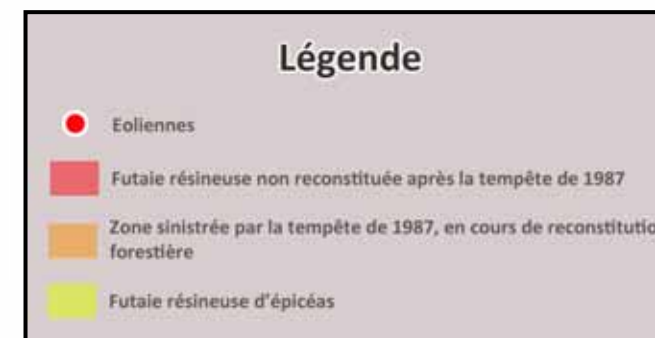 Légende
Eoliennes
Futaie résineuse non reconstituée après la tempête de 1987
Zone sinistrée par la tempête de 1987, en cours de reconstitutio
forestière
Futaie résineuse d'épicéas